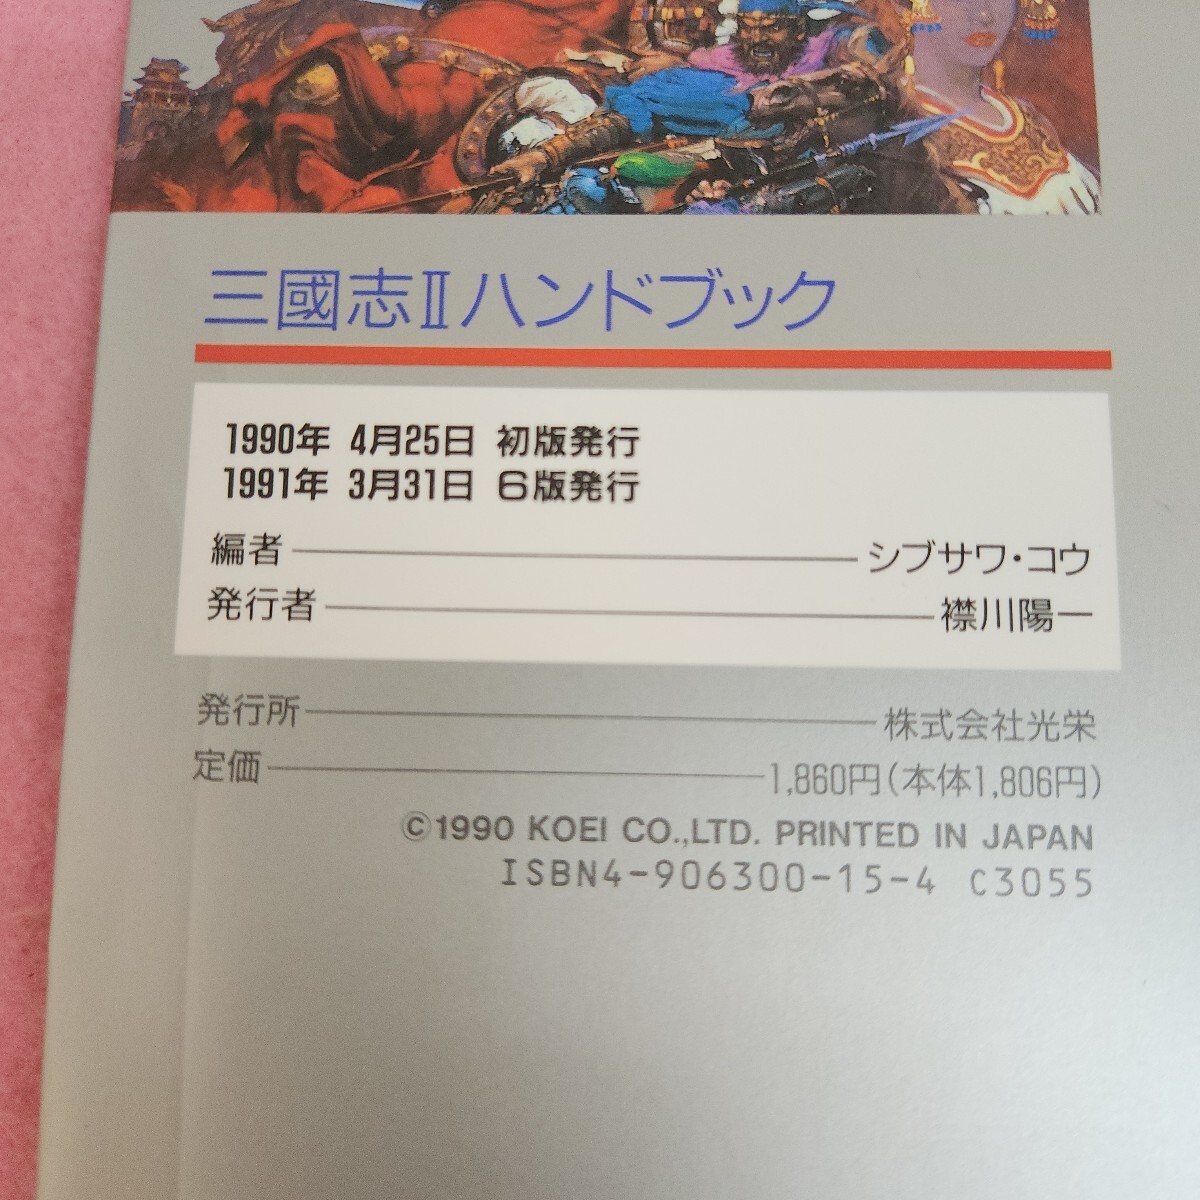 三國志Ⅱハンドブック
1990年 4月25日 初版発行
1991年 3月31日 6版発行
編者 シブサワ・コウ
発行者 襟川陽一
発行所 株式会社光栄
定価 1,860円(本体1,806円)
©1990 KOEI CO.,LTD. PRINTED IN JAPAN
ISBN4-906300-15-4 C3055